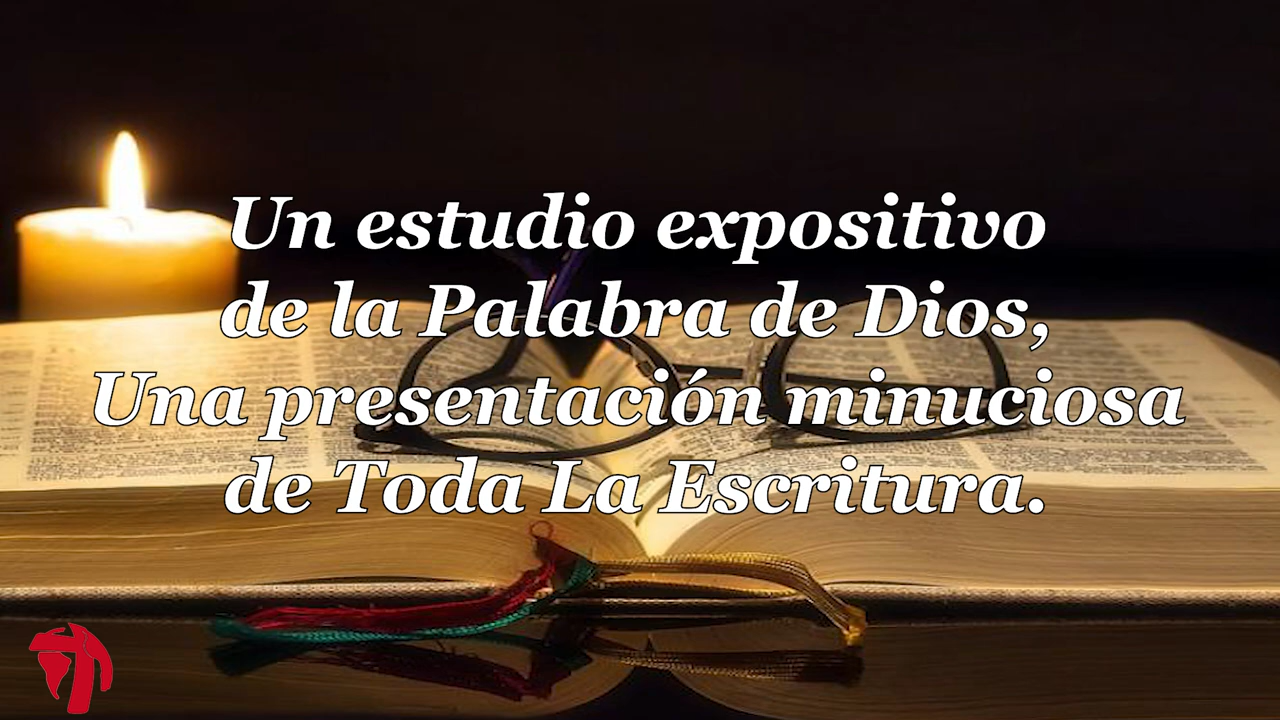 Un estudio expositivo
de la Palabra de Dios,
Una presentación minuciosa
de Toda La Escritura.